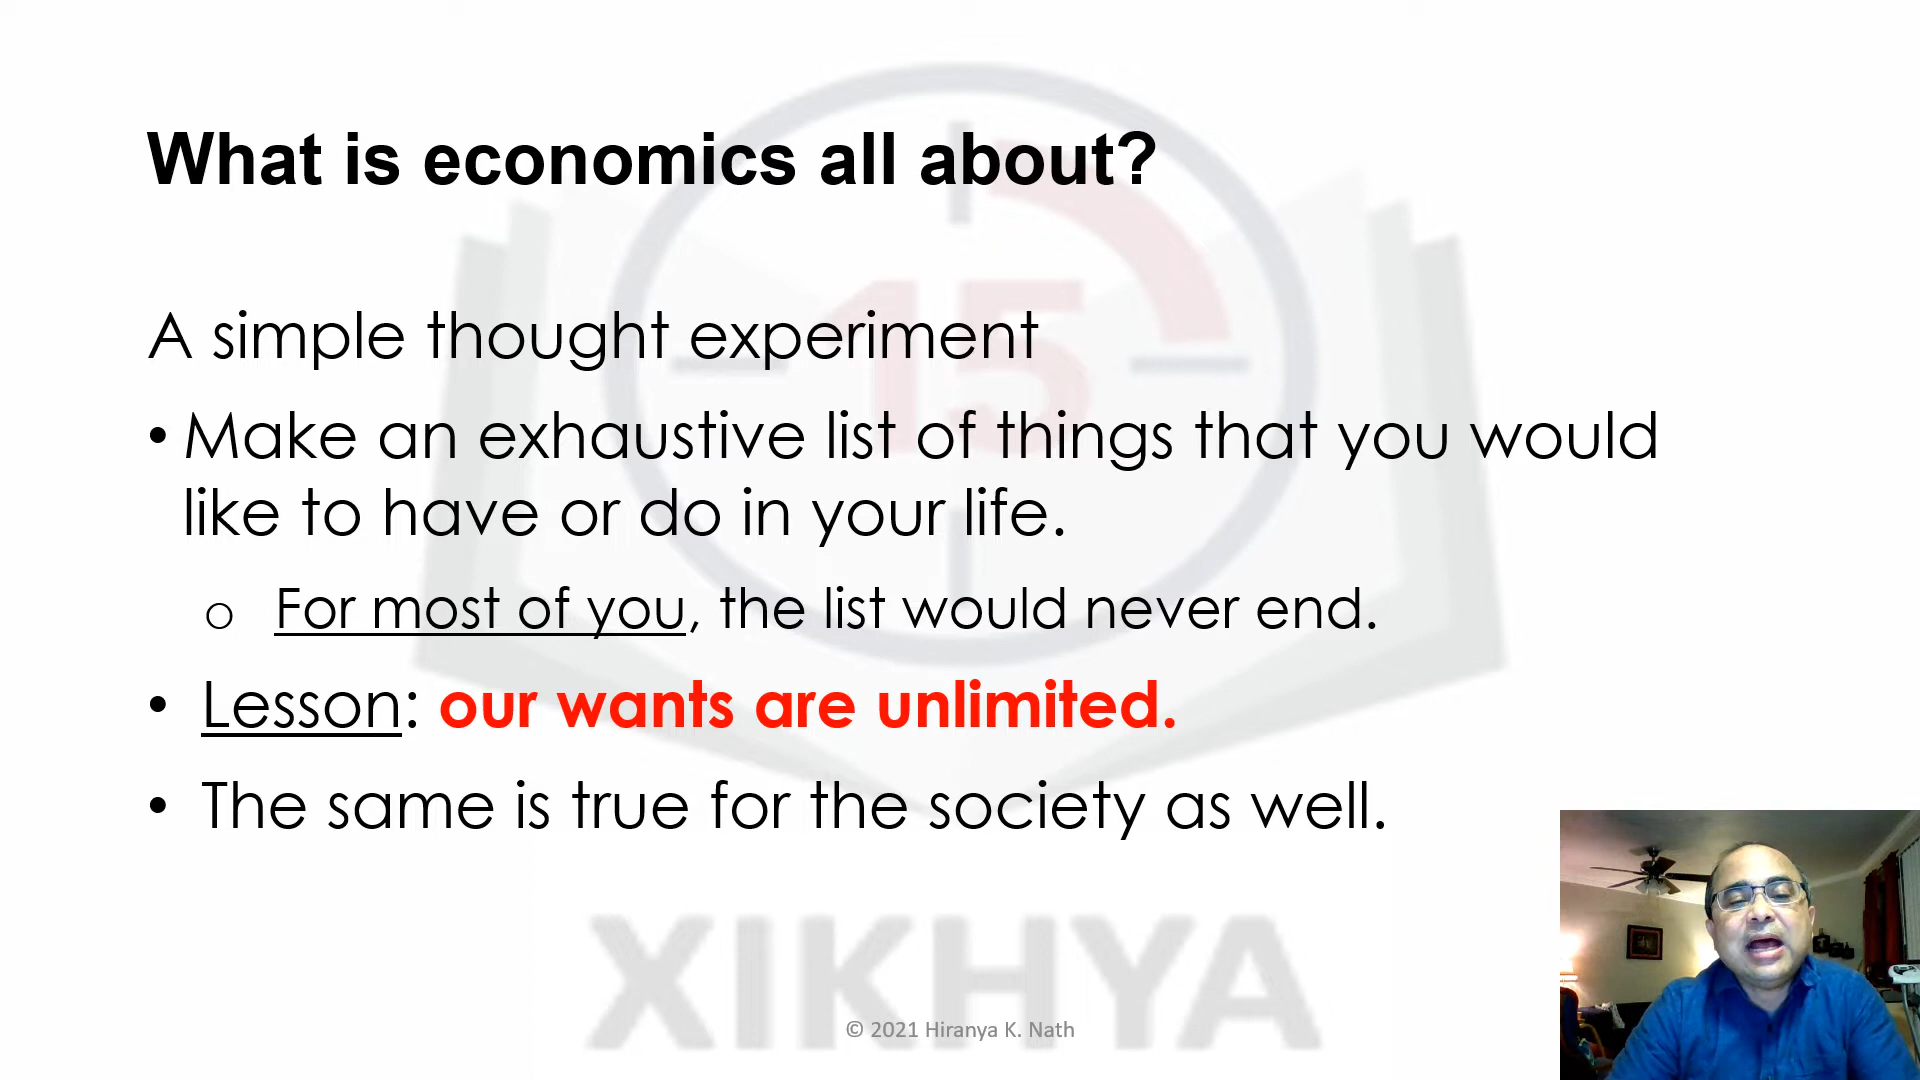 What is economics all about?
A simple thought experiment
• Make an exhaustive list of things that you would
like to have or do in your life.
o For most of you, the list would never end.
• Lesson: our wants are unlimited.
• The same is true for the society as well.
15
XIKHYA
© 2021 Hiranya K. Nath